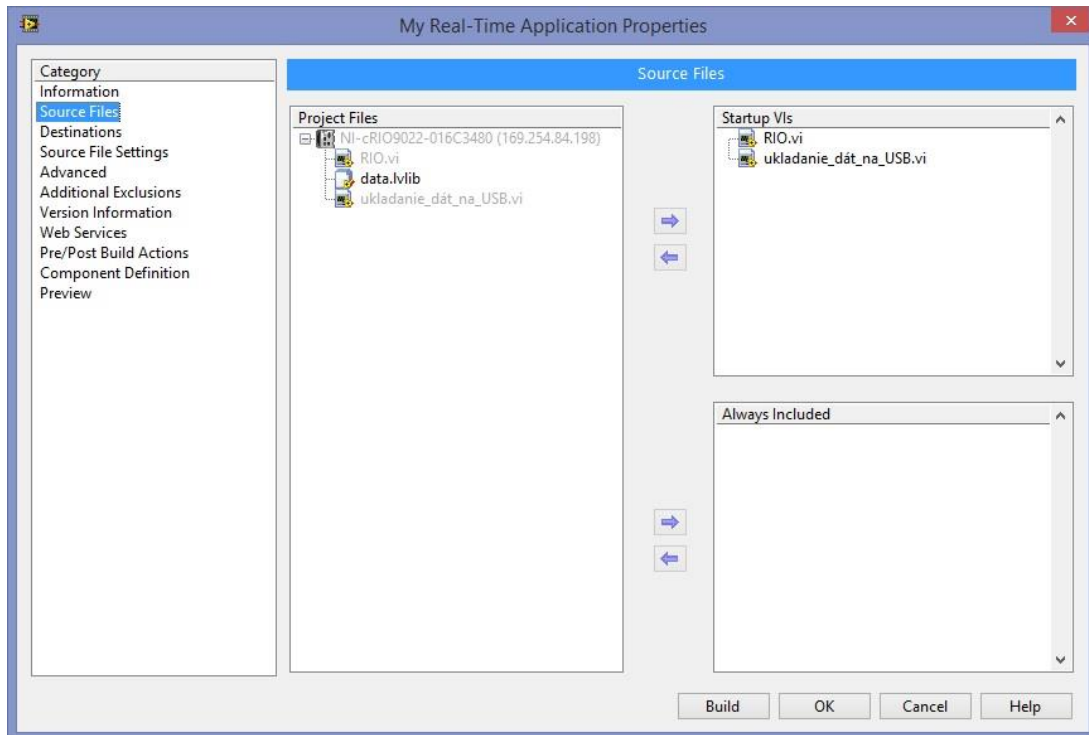 My Real-Time Application Properties
Category
Information
Source Files
Destinations
Source File Settings
Advanced
Additional Exclusions
Version Information
Web Services
Pre/Post Build Actions
Component Definition
Preview
Source Files
Project Files
NI-cRIO9022-016C3480 (169.254.84.198)
RIO.vi
data.lvlib
ukladanie_dát_na_USB.vi
Startup VIs
RIO.vi
ukladanie_dát_na_USB.vi
Always Included
Build
OK
Cancel
Help